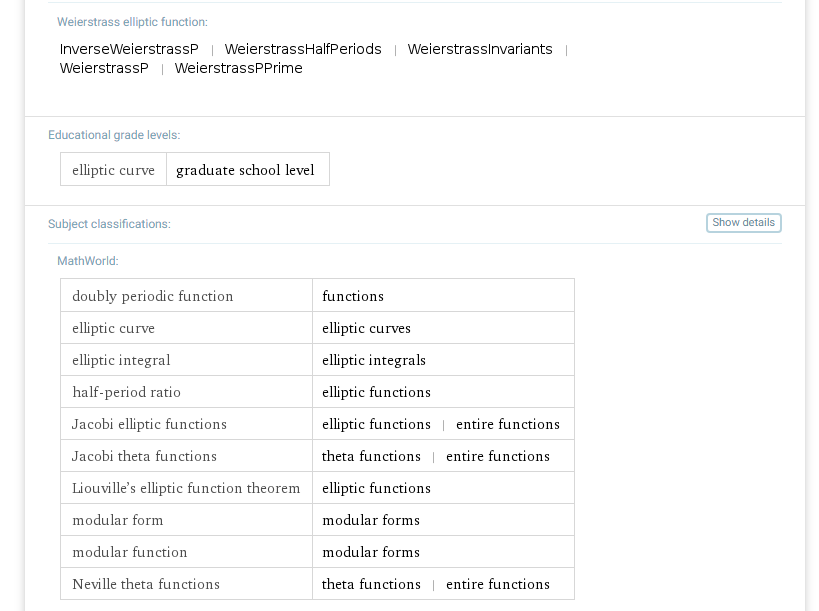 Weierstrass elliptic function:
InverseWeierstrassP | WeierstrassHalfPeriods | WeierstrassInvariants |
WeierstrassP | WeierstrassPPrime
Educational grade levels:
elliptic curve graduate school level
Subject classifications: Show details
MathWorld:
doubly periodic function functions
elliptic curve elliptic curves
elliptic integral elliptic integrals
half-period ratio elliptic functions
Jacobi elliptic functions elliptic functions | entire functions
Jacobi theta functions theta functions | entire functions
Liouville's elliptic function theorem elliptic functions
modular form modular forms
modular function modular forms
Neville theta functions theta functions | entire functions